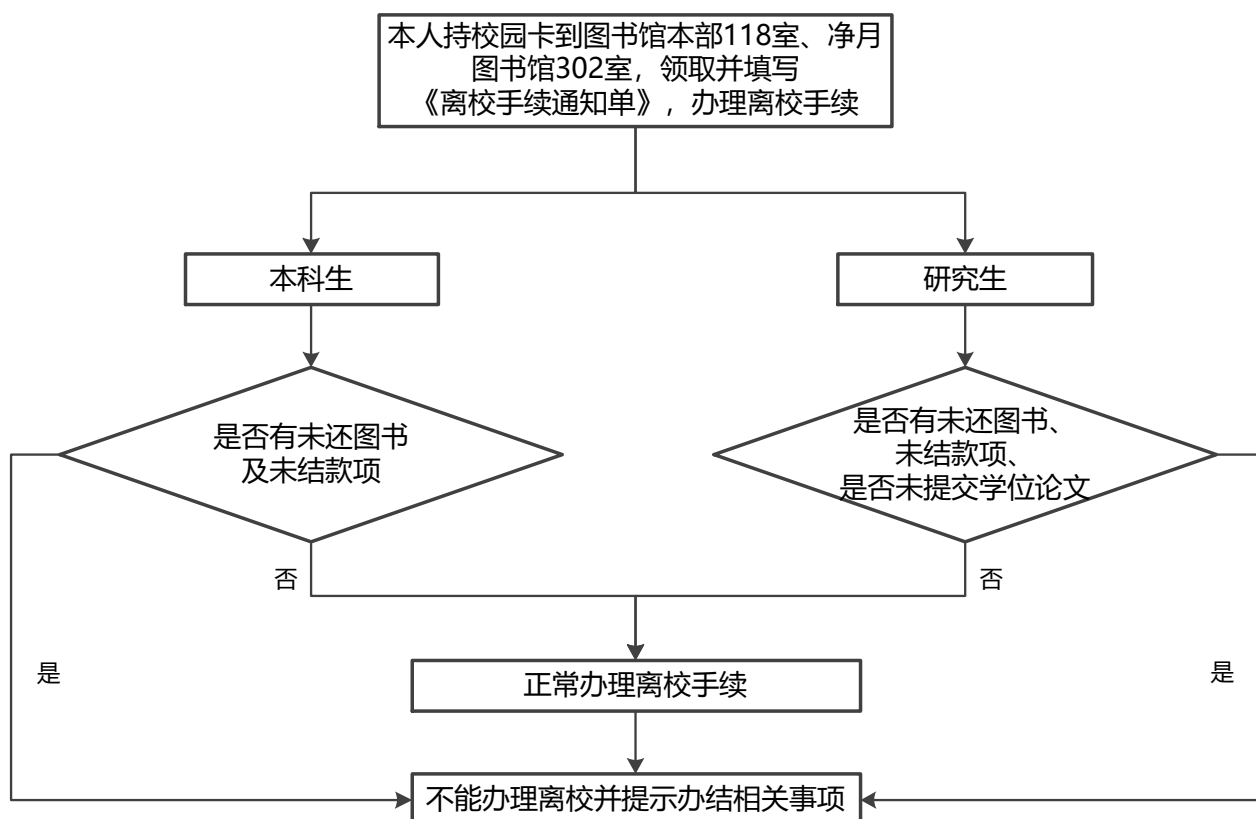 本人持校园卡到图书馆本部118室、净月
图书馆302室，领取并填写
《离校手续通知单》，办理离校手续
本科生
研究生
是否有未还图书
及未结款项
是否有未还图书、
未结款项、
是否未提交学位论文
否
否
是
正常办理离校手续
是
不能办理离校并提示办结相关事项